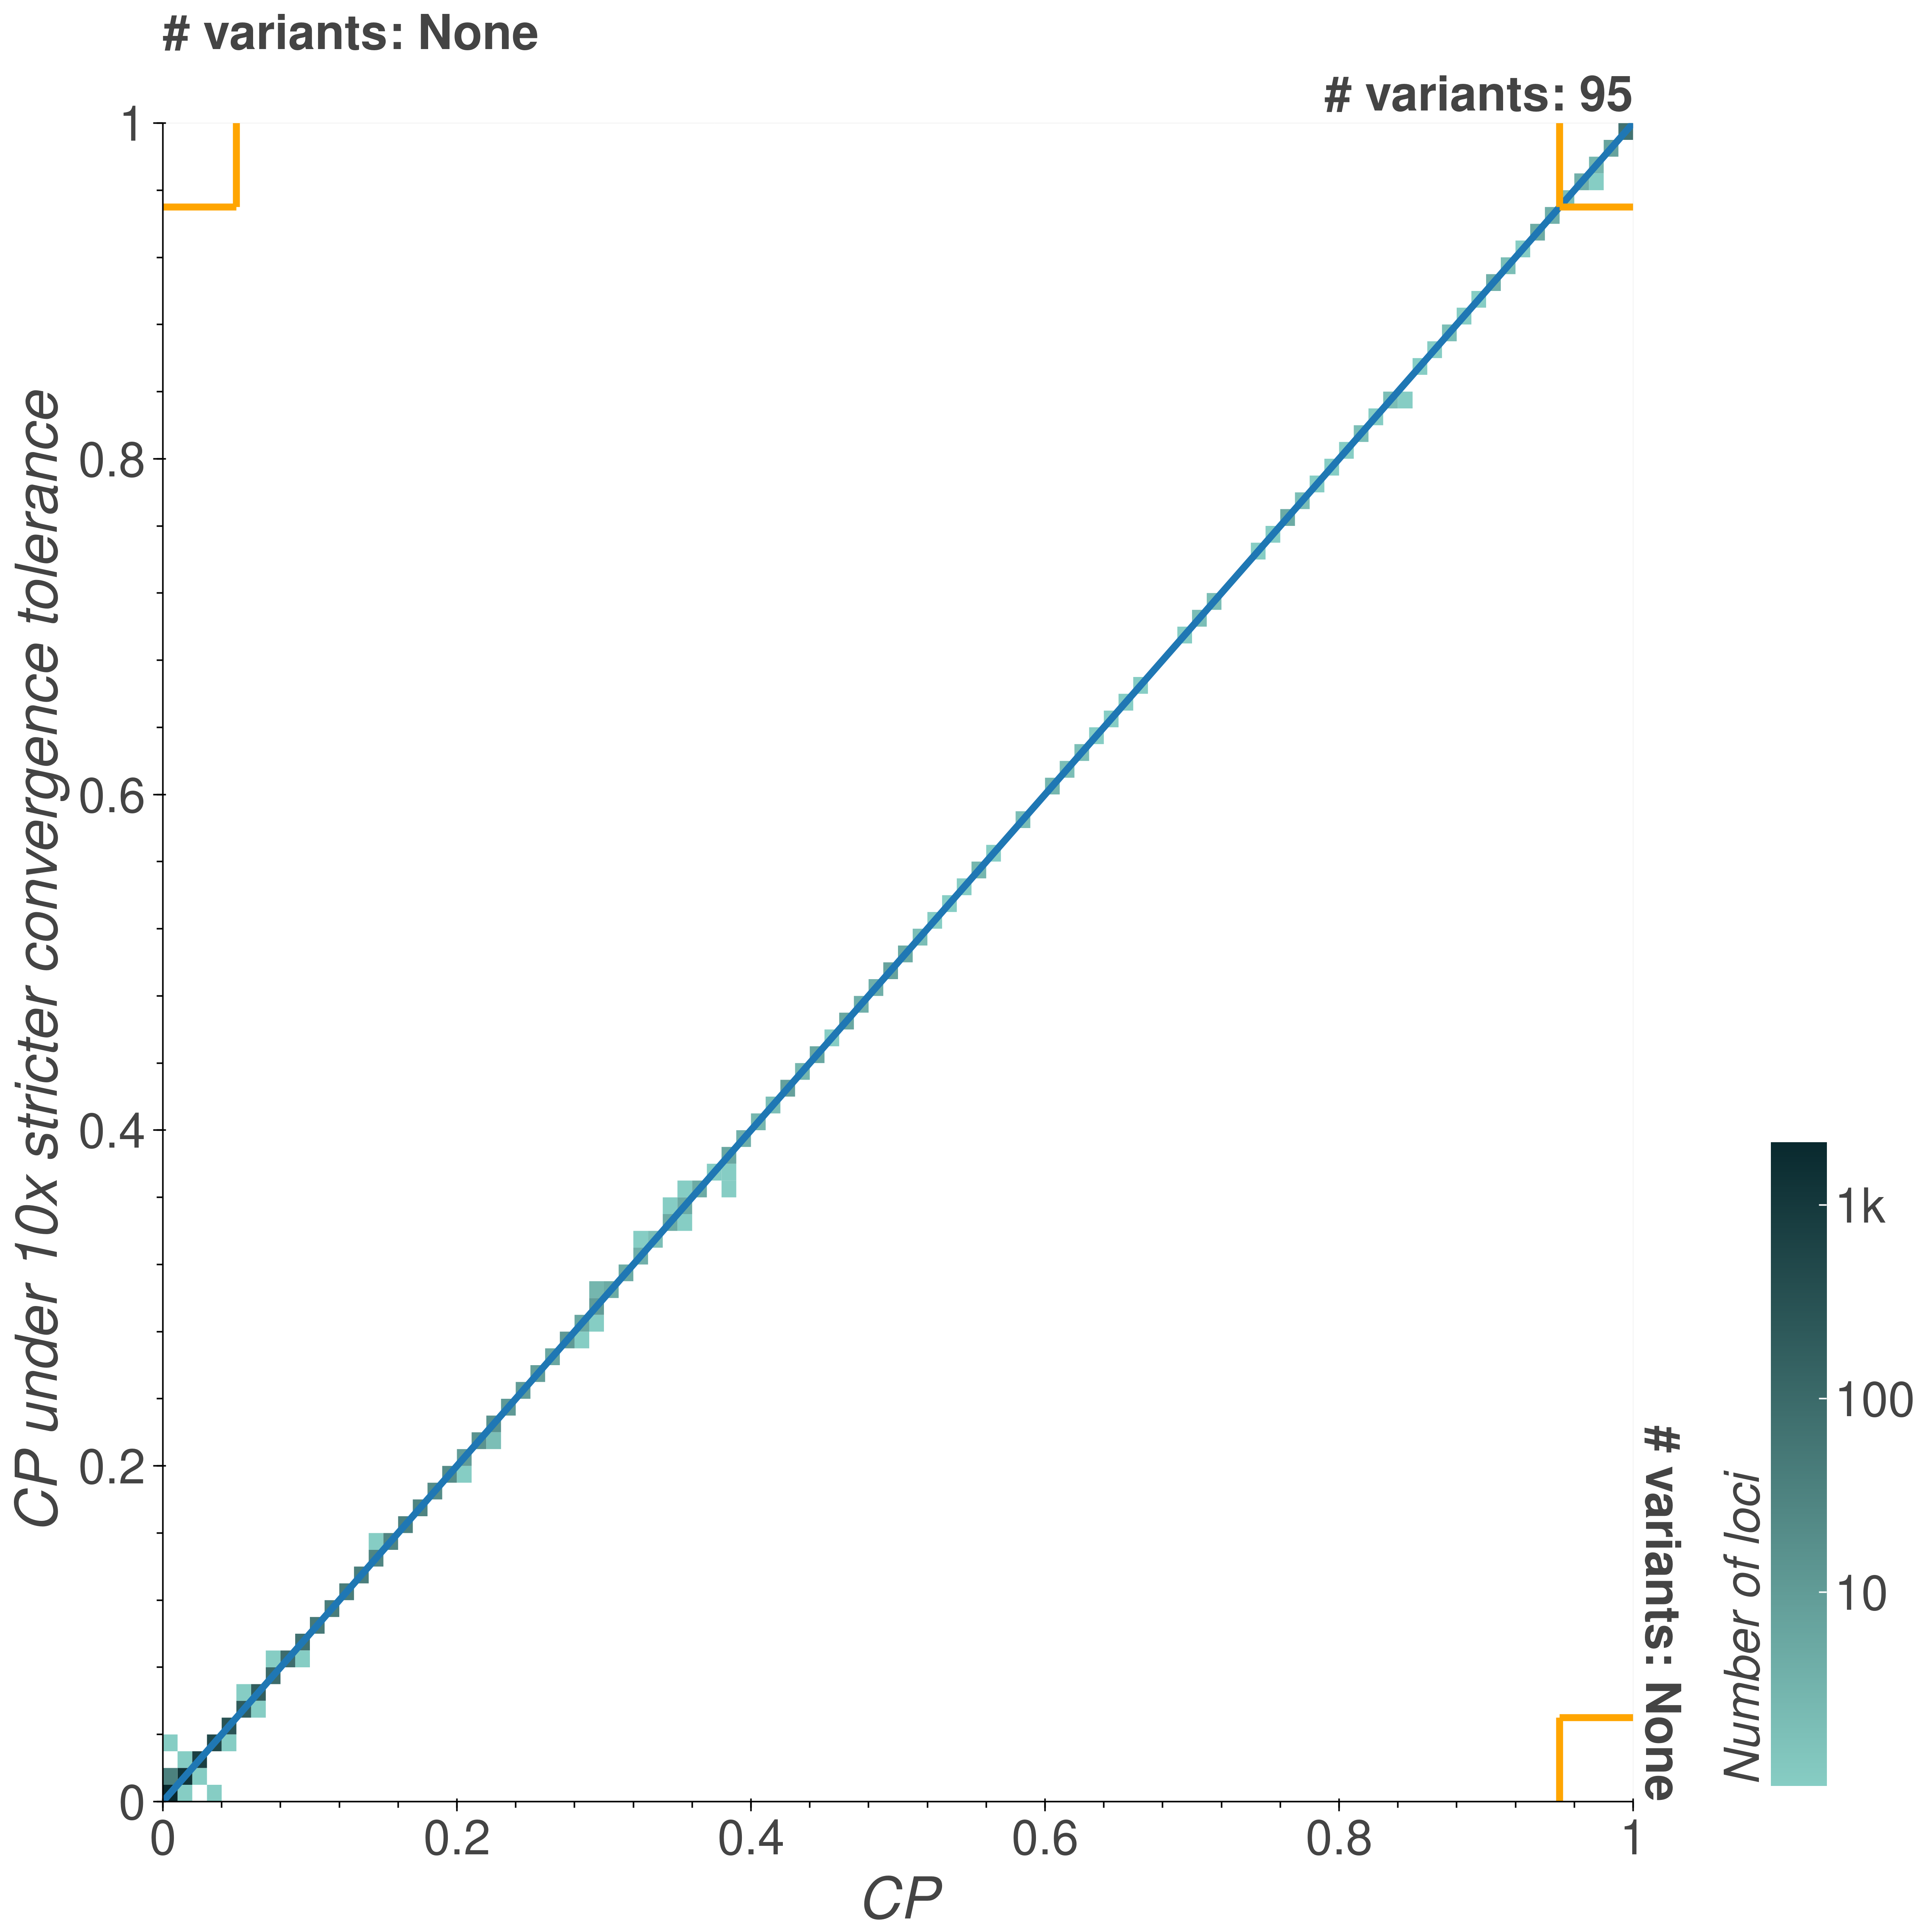 # variants: None
# variants: 95
CP under 10x stricter convergence tolerance
1
0.8
0.6
0.4
0.2
0
0
0.2
0.4
0.6
0.8
1
CP
# variants: None
Number of loci
1k
100
10